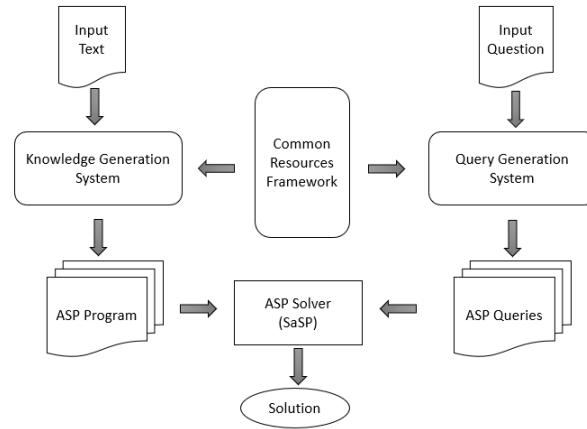 Input
Text
Input
Question
Knowledge Generation
System
Common
Resources
Framework
Query Generation
System
ASP Program
ASP Solver
(SaSP)
ASP Queries
Solution